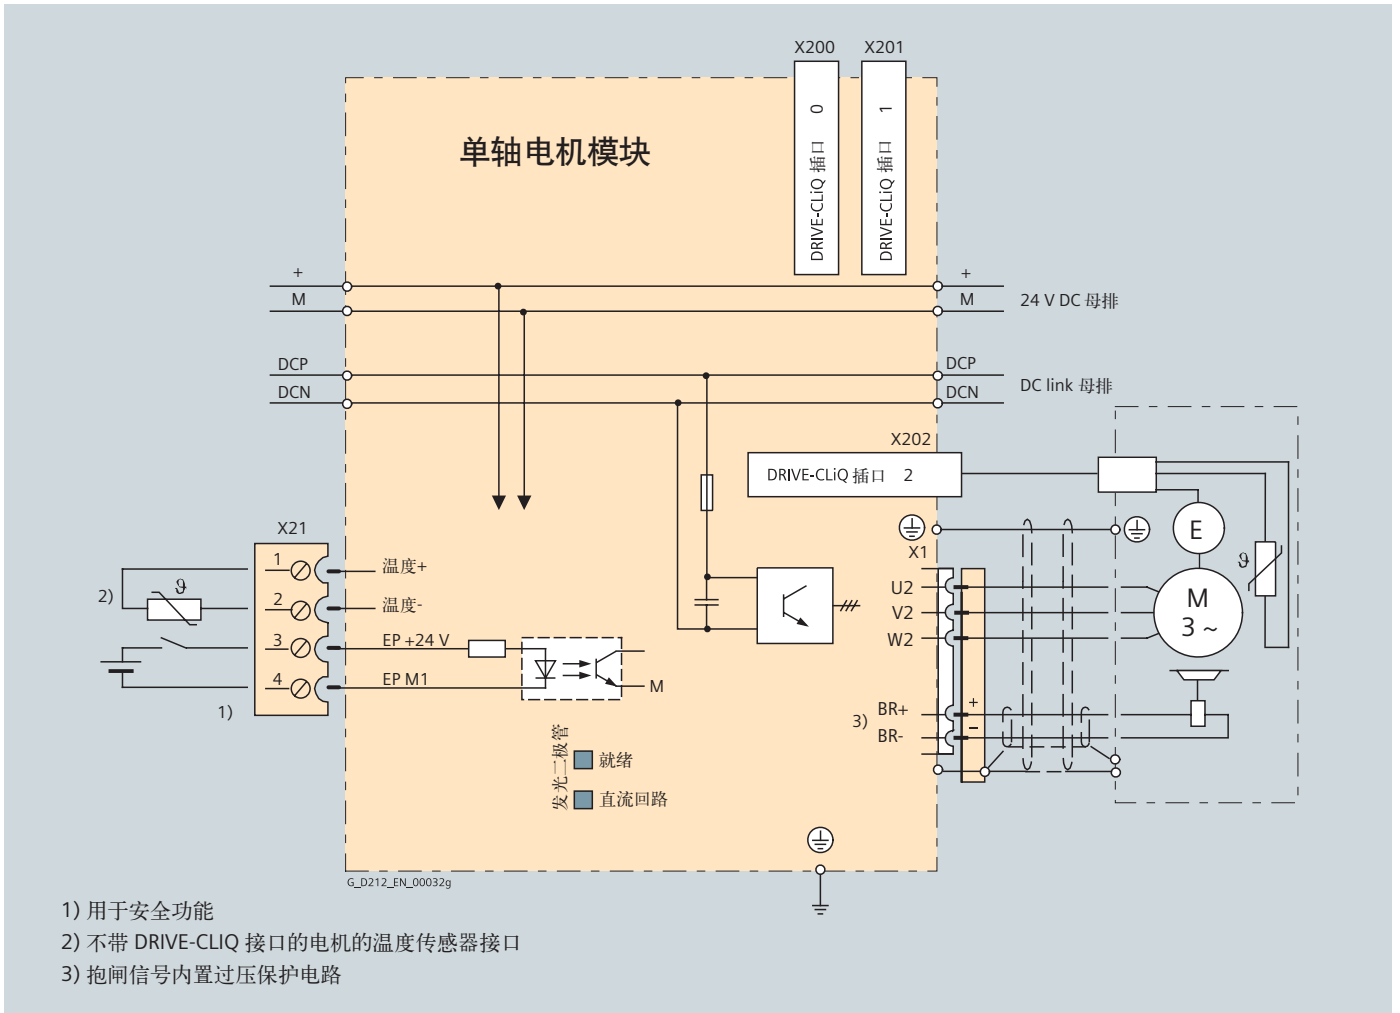 X200 X201
单轴电机模块
DRIVE-CLiQ 插口 0
DRIVE-CLiQ 插口 1
+ +
M M 24 V DC 母排
DCP DCP
DCN DCN DC link 母排
X202
DRIVE-CLiQ 插口 2
X21
X1
E
ϑ
1 温度+
2) ϑ
2 温度-
U2
V2
W2
M
3 ~
3 EP +24 V
4 EP M1
M
1)
3) BR+ +
BR- −
发光二极管
就绪
直流回路
G_D212_EN_00032g
1) 用于安全功能
2) 不带 DRIVE-CLIQ 接口的电机的温度传感器接口
3) 抱闸信号内置过压保护电路